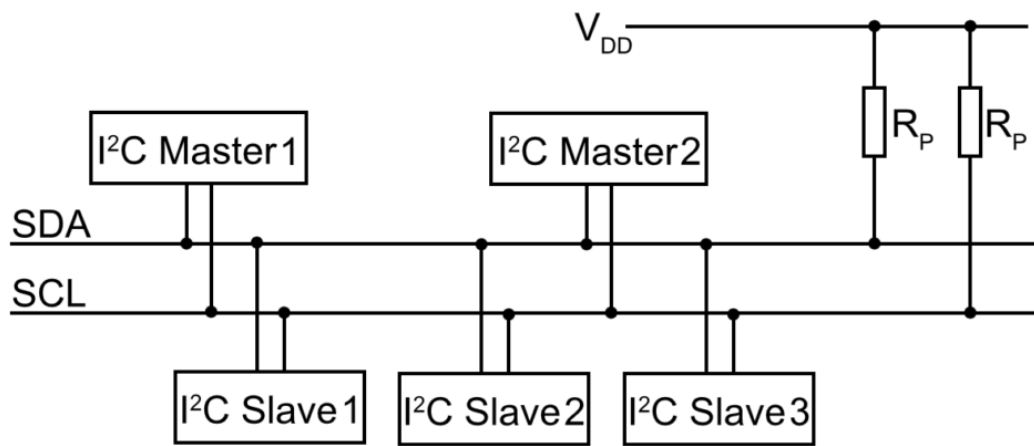 V_DD
I²C Master1
I²C Master2
R_P
R_P
SDA
SCL
I²C Slave1
I²C Slave2
I²C Slave3